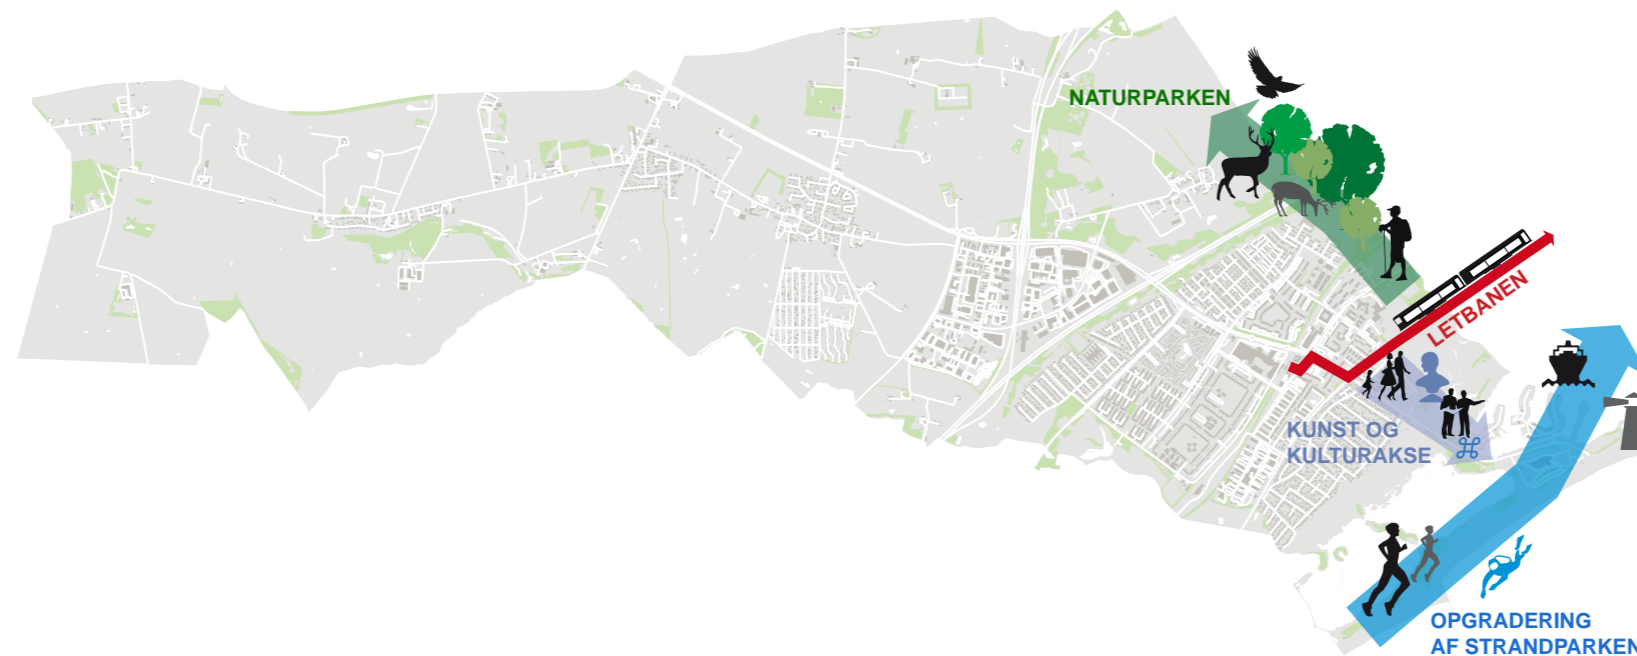 NATURPARKEN
LETBANEN
KUNST OG
KULTURAKSE
OPGRADERING
AF STRANDPARKEN